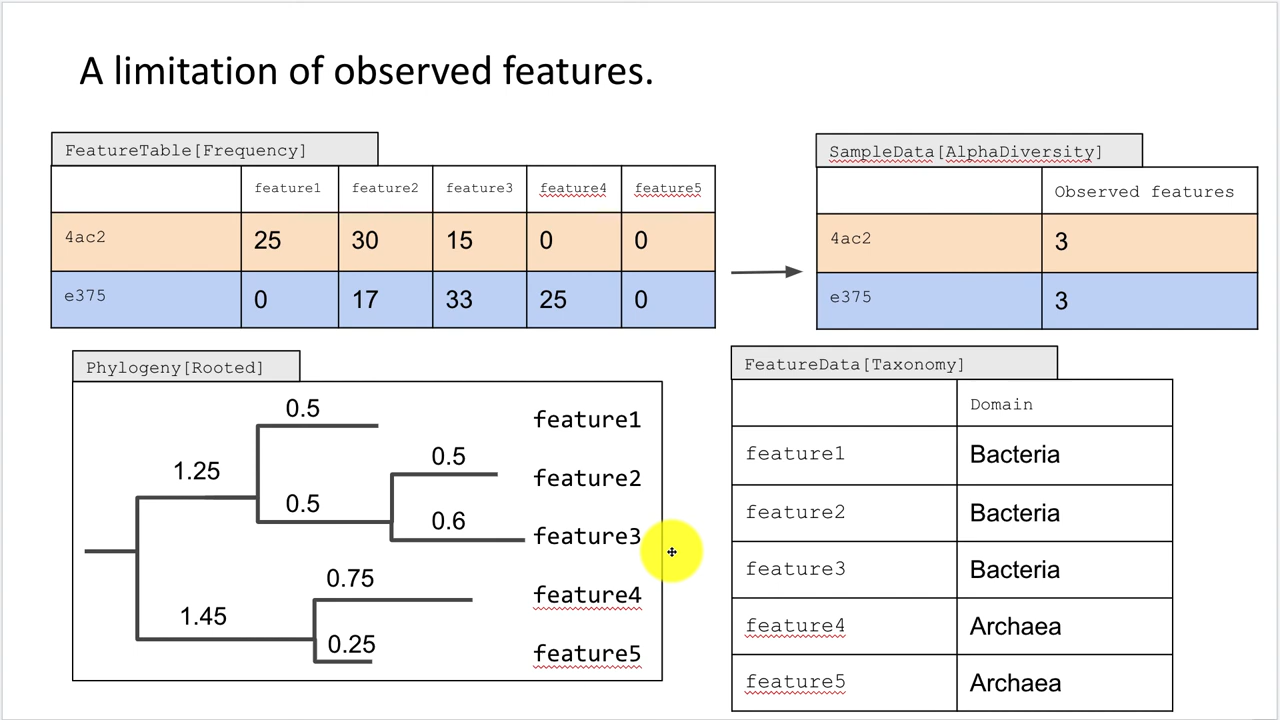 A limitation of observed features.
FeatureTable[Frequency]
feature1 feature2 feature3 feature4 feature5
4ac2 25 30 15 0 0
e375 0 17 33 25 0
SampleData[AlphaDiversity]
Observed features
4ac2 3
e375 3
Phylogeny[Rooted]
0.5 feature1
1.25 0.5 feature2
0.5 0.6 feature3
0.75 feature4
1.45 0.25 feature5
FeatureData[Taxonomy]
Domain
feature1 Bacteria
feature2 Bacteria
feature3 Bacteria
feature4 Archaea
feature5 Archaea